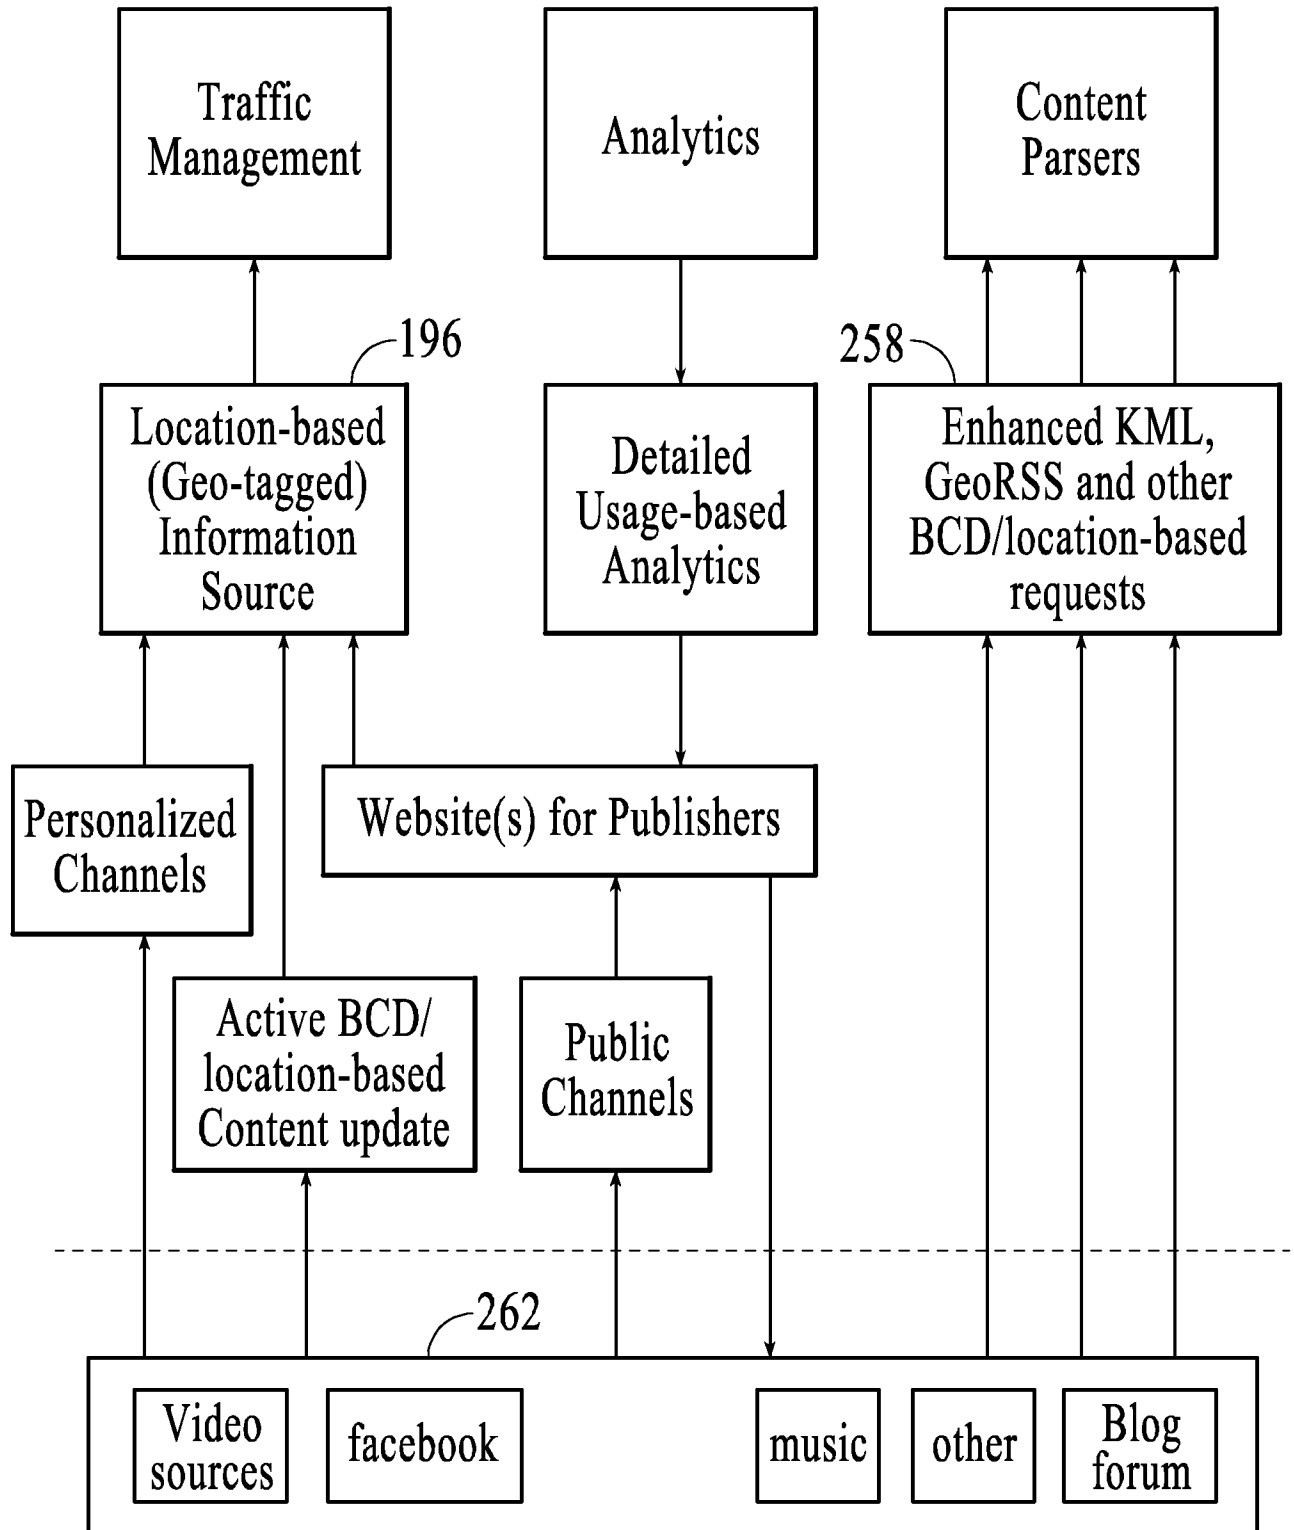 Traffic
Management
Analytics
Content
Parsers
196
258
Location-based
(Geo-tagged)
Information
Source
Detailed
Usage-based
Analytics
Enhanced KML,
GeoRSS and other
BCD/location-based
requests
Personalized
Channels
Website(s) for Publishers
Active BCD/
location-based
Content update
Public
Channels
262
Video
sources
facebook
music
other
Blog
forum